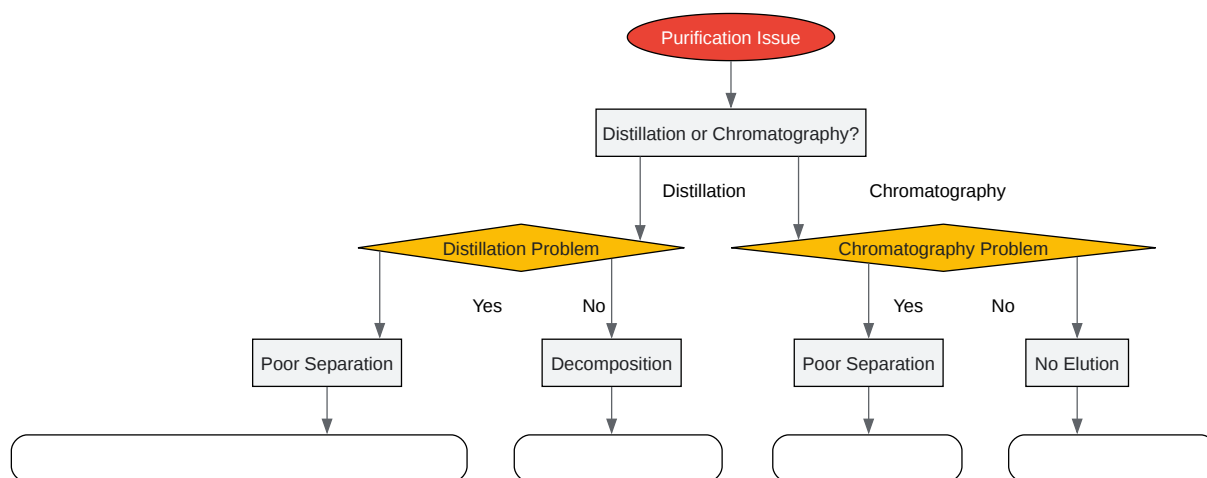 Purification Issue
Distillation or Chromatography?
Distillation
Chromatography
Distillation Problem
Chromatography Problem
Yes
No
Yes
No
Poor Separation
Decomposition
Poor Separation
No Elution